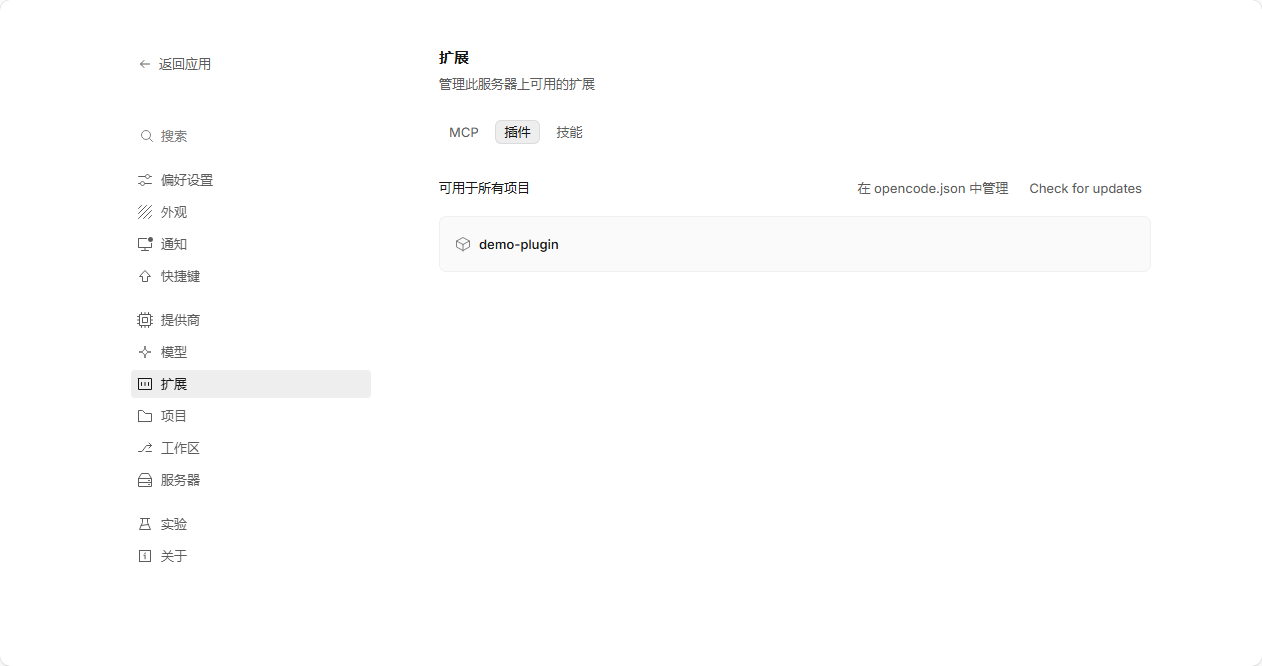 返回应用
搜索
偏好设置
外观
通知
快捷键
提供商
模型
扩展
项目
工作区
服务器
实验
关于
扩展
管理此服务器上可用的扩展
MCP 插件 技能
可用于所有项目 在 opencode.json 中管理 Check for updates
demo-plugin